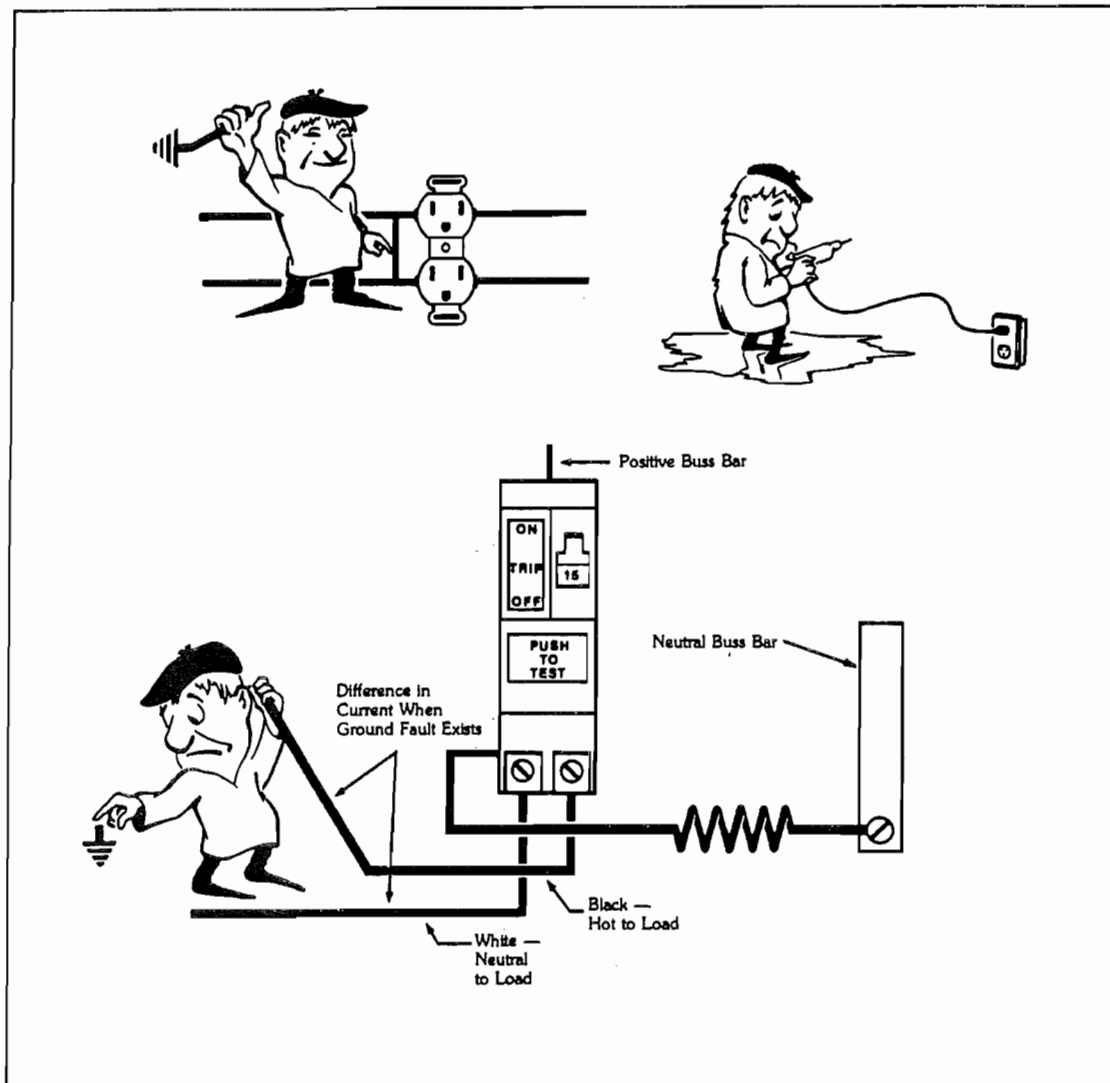 Positive Buss Bar
ON
TRIP
OFF
15
PUSH
TO
TEST
Neutral Buss Bar
Difference in
Current When
Ground Fault Exists
Black —
Hot to Load
White —
Neutral
to Load